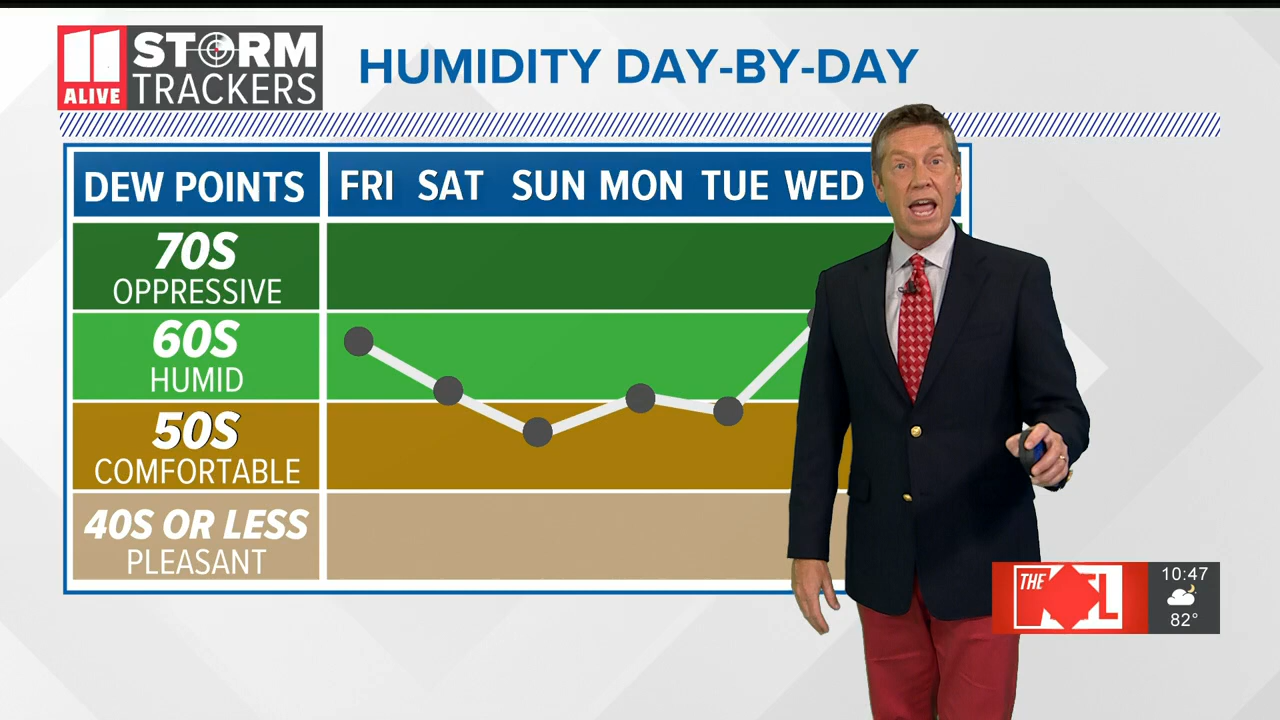 11 ALIVE
STORM
TRACKERS
HUMIDITY DAY-BY-DAY
DEW POINTS
FRI SAT SUN MON TUE WED
70S
OPPRESSIVE
60S
HUMID
50S
COMFORTABLE
40S OR LESS
PLEASANT
THE
10:47
82°